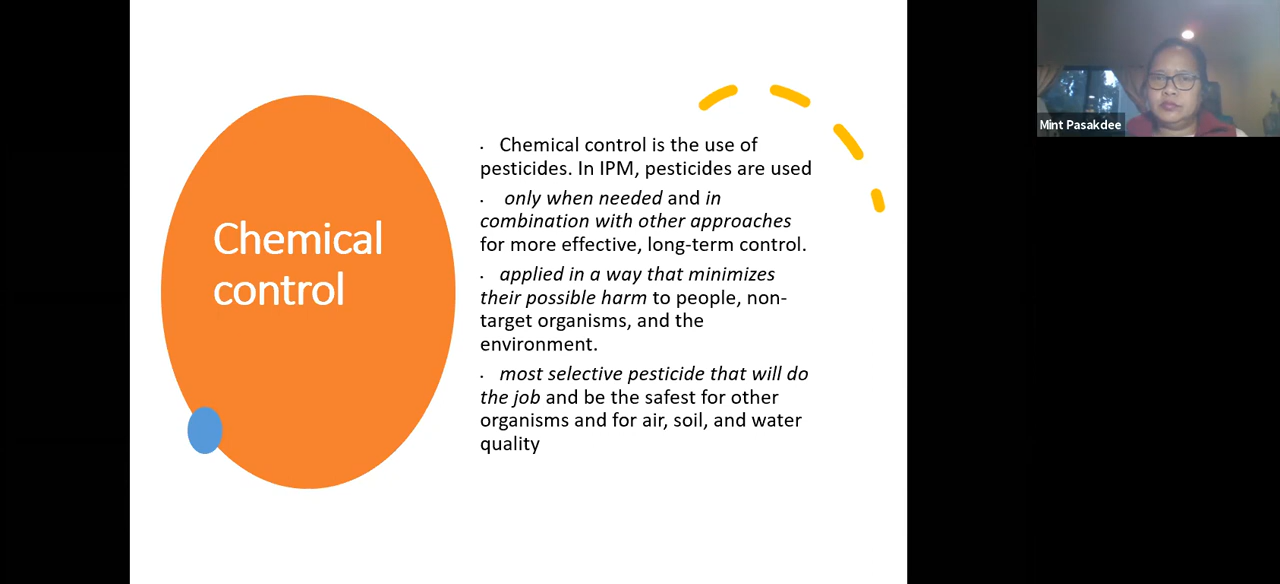 Chemical
control
· Chemical control is the use of
pesticides. In IPM, pesticides are used
· only when needed and in
combination with other approaches
for more effective, long-term control.
· applied in a way that minimizes
their possible harm to people, non-
target organisms, and the
environment.
· most selective pesticide that will do
the job and be the safest for other
organisms and for air, soil, and water
quality
Mint Pasakdee